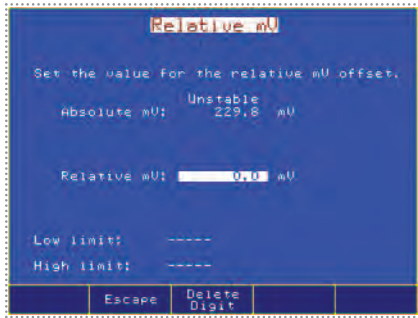 Relative mV
Set the value for the relative mV offset.
Unstable
Absolute mV: 229.8 mV
Relative mV: 0.0 mV
Low limit: -----
High limit: -----
Escape
Delete
Digit